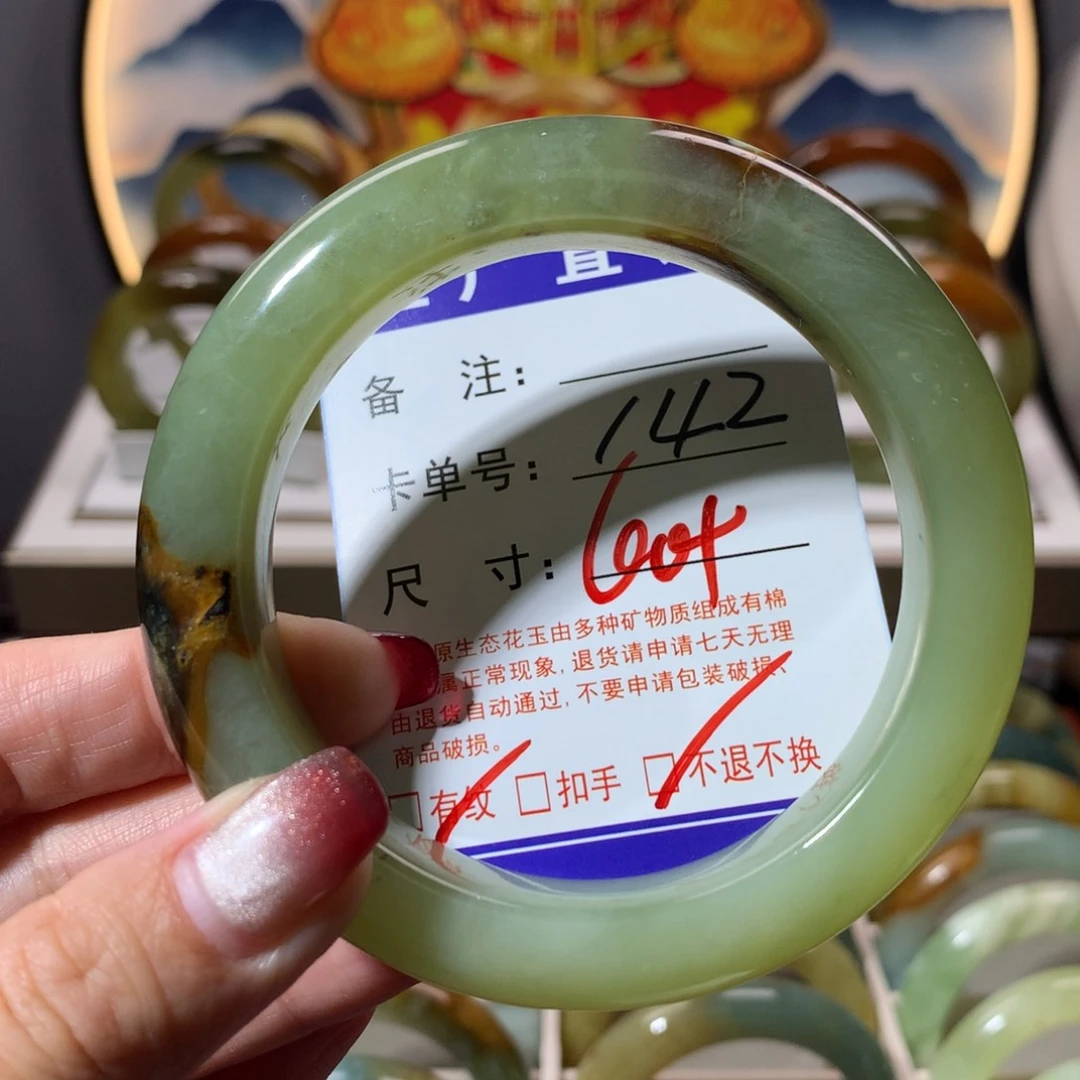 厂直
备 注:
卡单号: 142
尺 寸: 60
原生态花玉由多种矿物质组成有棉
属正常现象,退货请申请七天无理
由退货自动通过,不要申请包装破损、
商品破损。
□有纹 □扣手 □不退不换